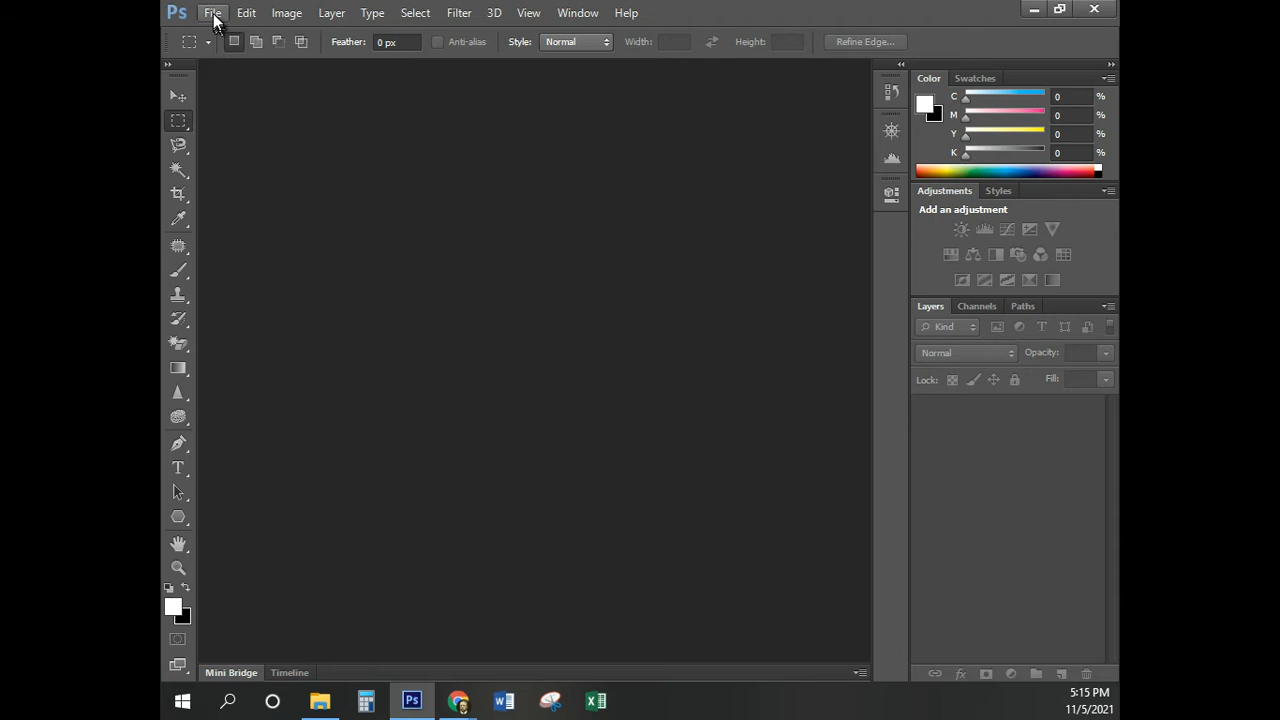 Ps File Edit Image Layer Type Select Filter 3D View Window Help
Feather: 0 px Anti-alias Style: Normal Width: Height: Refine Edge...
Color Swatches
C 0 %
M 0 %
Y 0 %
K 0 %
Adjustments Styles
Add an adjustment
Layers Channels Paths
Kind T
Normal Opacity:
Lock: Fill:
T
fx
Mini Bridge Timeline
Ps
5:15 PM
11/5/2021